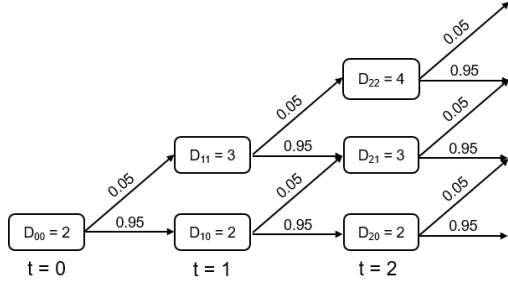 0.05
D₂₂ = 4
0.95
0.05
0.05
D₁₁ = 3
0.95
D₂₁ = 3
0.95
0.05
0.05
0.05
D₀₀ = 2
0.95
D₁₀ = 2
0.95
D₂₀ = 2
0.95
t = 0
t = 1
t = 2